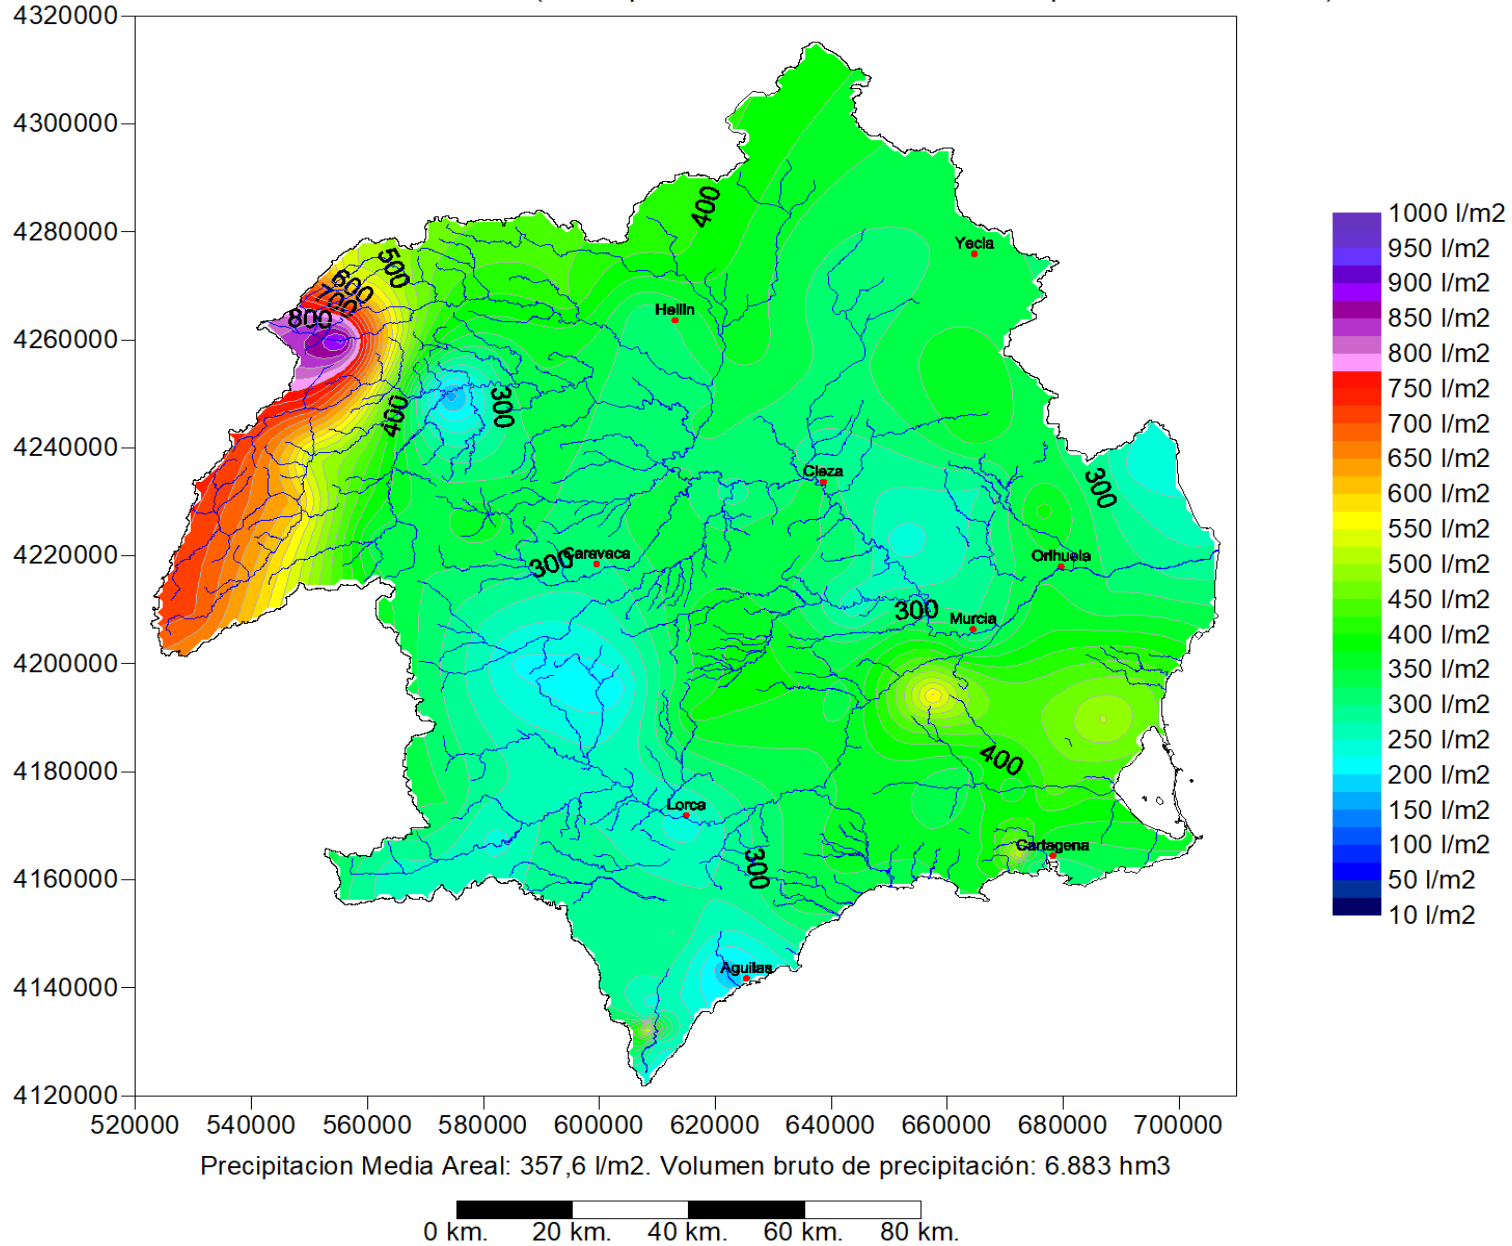 4320000
4300000
4280000
4260000
4240000
4220000
4200000
4180000
4160000
4140000
4120000
520000 540000 560000 580000 600000 620000 640000 660000 680000 700000
400
500
600
700
800
400
300
300
300
300
400
300
Yecla
Hellin
Cieza
Caravaca
Orihuela
Murcia
Lorca
Cartagena
Aguilas
1000 l/m2
950 l/m2
900 l/m2
850 l/m2
800 l/m2
750 l/m2
700 l/m2
650 l/m2
600 l/m2
550 l/m2
500 l/m2
450 l/m2
400 l/m2
350 l/m2
300 l/m2
250 l/m2
200 l/m2
150 l/m2
100 l/m2
50 l/m2
10 l/m2
Precipitacion Media Areal: 357,6 l/m2. Volumen bruto de precipitación: 6.883 hm3
0 km. 20 km. 40 km. 60 km. 80 km.